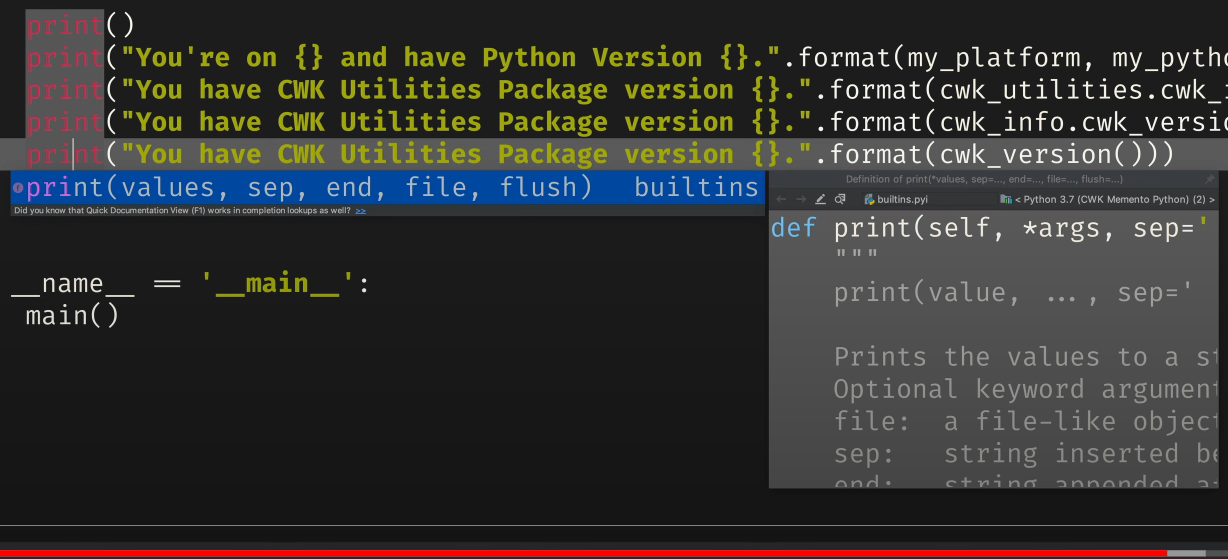 print()
print("You're on {} and have Python Version {}.".format(my_platform, my_pytho
print("You have CWK Utilities Package version {}.".format(cwk_utilities.cwk_
print("You have CWK Utilities Package version {}.".format(cwk_info.cwk_versio
print("You have CWK Utilities Package version {}.".format(cwk_version()))
print(values, sep, end, file, flush) builtins
Did you know that Quick Documentation View (F1) works in completion lookups as well? >>
Definition of print(*values, sep=..., end=..., file=..., flush=...)
builtins.pyi < Python 3.7 (CWK Memento Python) (2) >
def print(self, *args, sep='
"""
print(value, ..., sep='
Prints the values to a st
Optional keyword argument
file: a file-like object
sep: string inserted be
end: string appended a
__name__ == '__main__':
main()